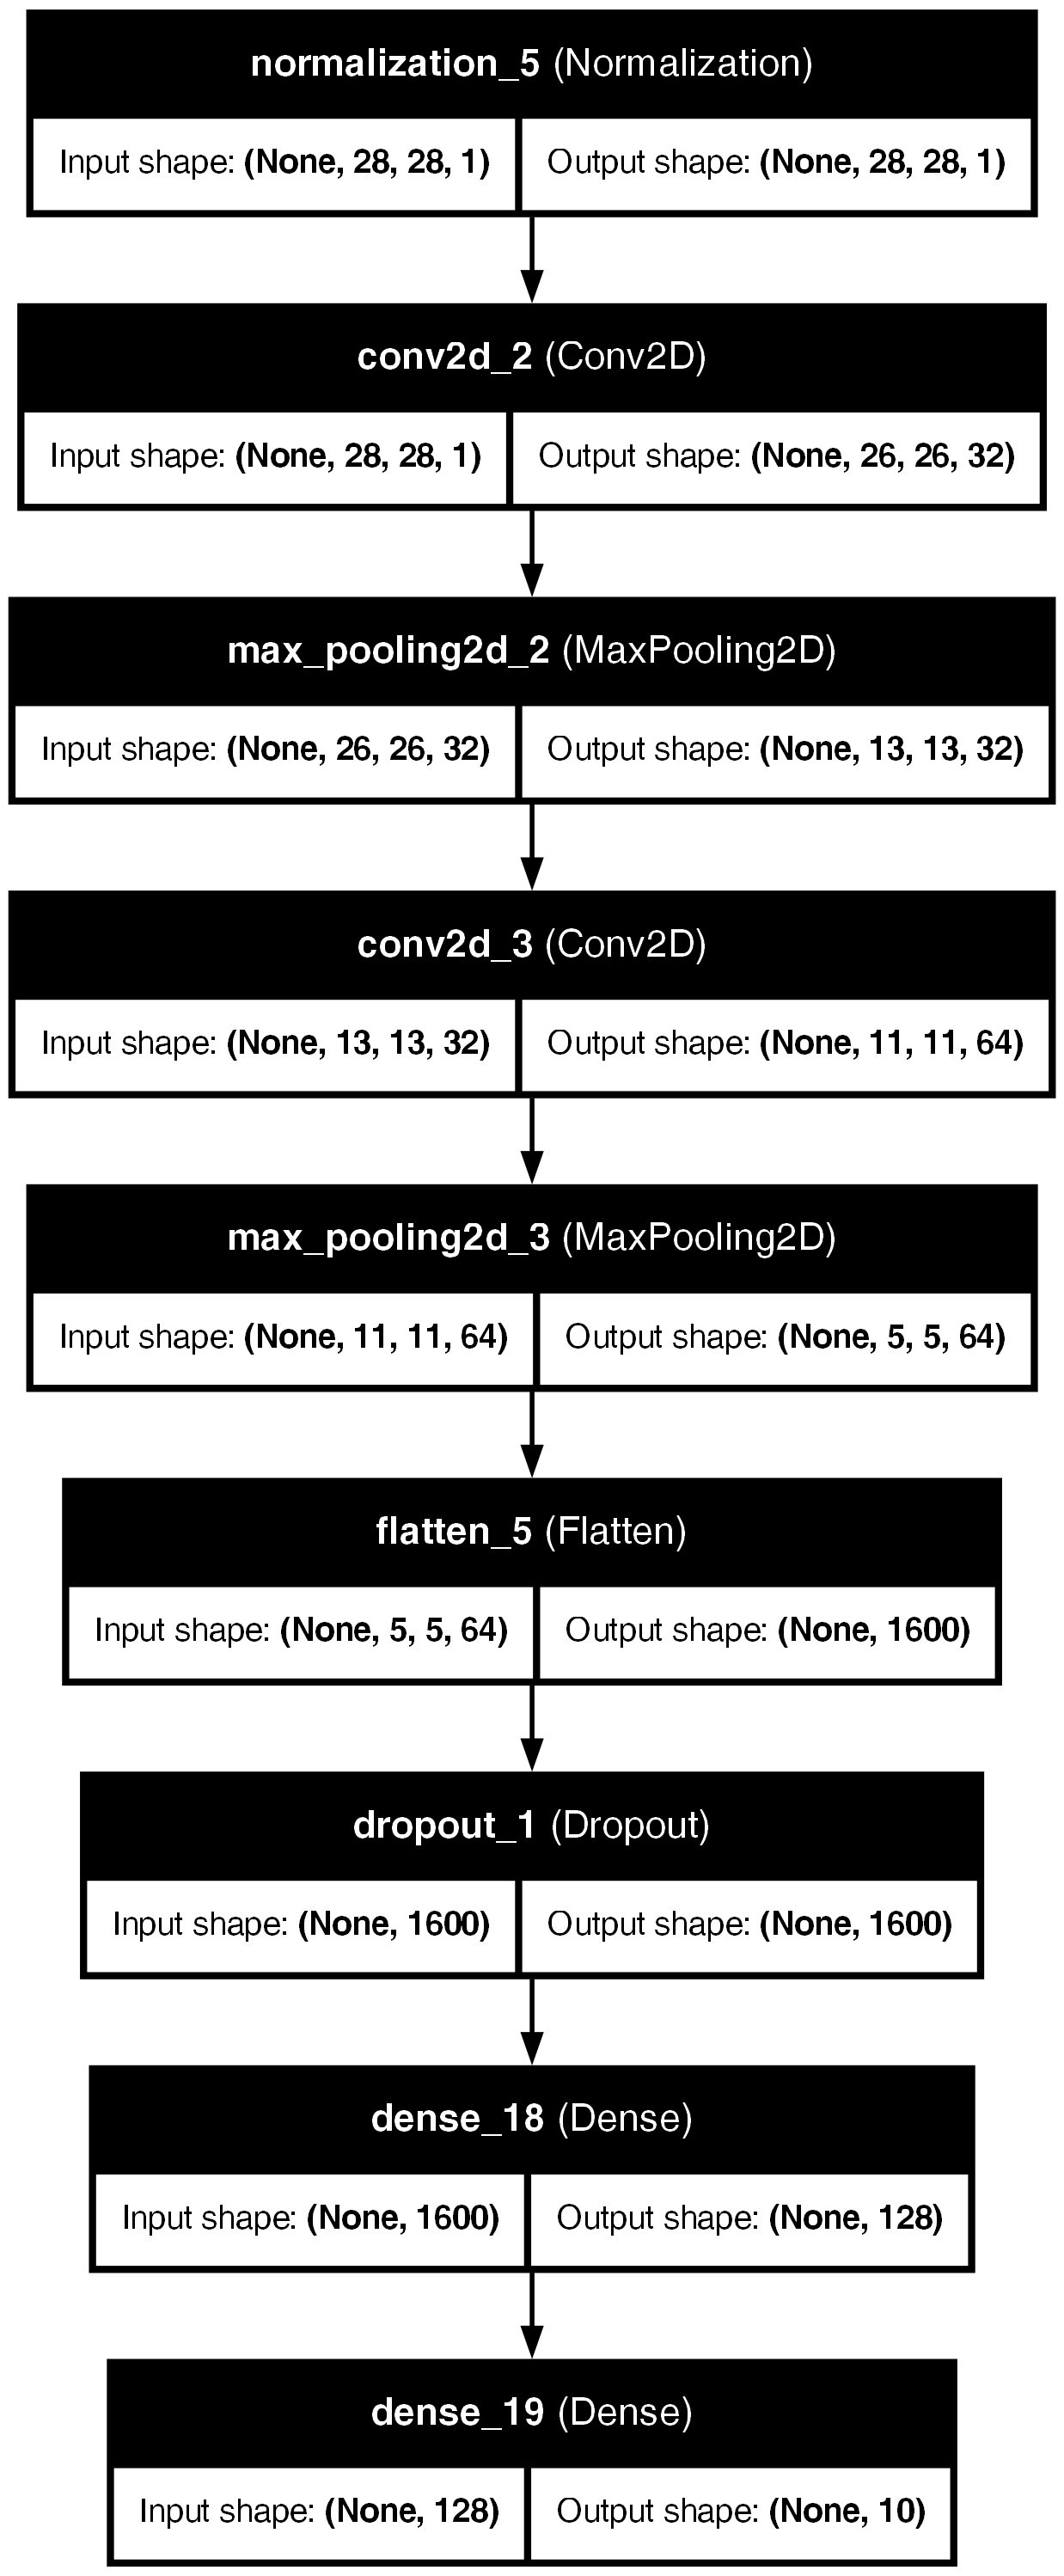 normalization_5 (Normalization)
Input shape: (None, 28, 28, 1) Output shape: (None, 28, 28, 1)
conv2d_2 (Conv2D)
Input shape: (None, 28, 28, 1) Output shape: (None, 26, 26, 32)
max_pooling2d_2 (MaxPooling2D)
Input shape: (None, 26, 26, 32) Output shape: (None, 13, 13, 32)
conv2d_3 (Conv2D)
Input shape: (None, 13, 13, 32) Output shape: (None, 11, 11, 64)
max_pooling2d_3 (MaxPooling2D)
Input shape: (None, 11, 11, 64) Output shape: (None, 5, 5, 64)
flatten_5 (Flatten)
Input shape: (None, 5, 5, 64) Output shape: (None, 1600)
dropout_1 (Dropout)
Input shape: (None, 1600) Output shape: (None, 1600)
dense_18 (Dense)
Input shape: (None, 1600) Output shape: (None, 128)
dense_19 (Dense)
Input shape: (None, 128) Output shape: (None, 10)